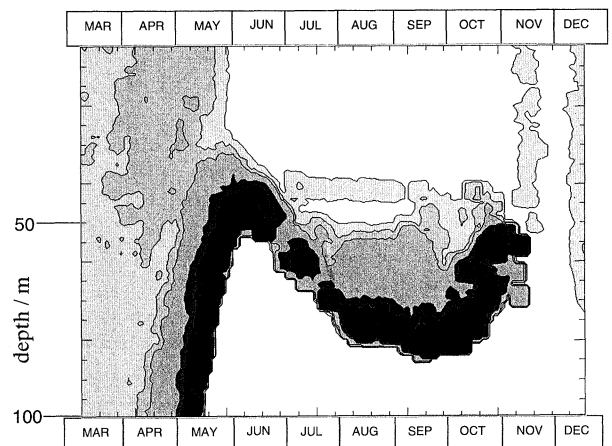 MAR APR MAY JUN JUL AUG SEP OCT NOV DEC
50
depth / m
100
MAR APR MAY JUN JUL AUG SEP OCT NOV DEC